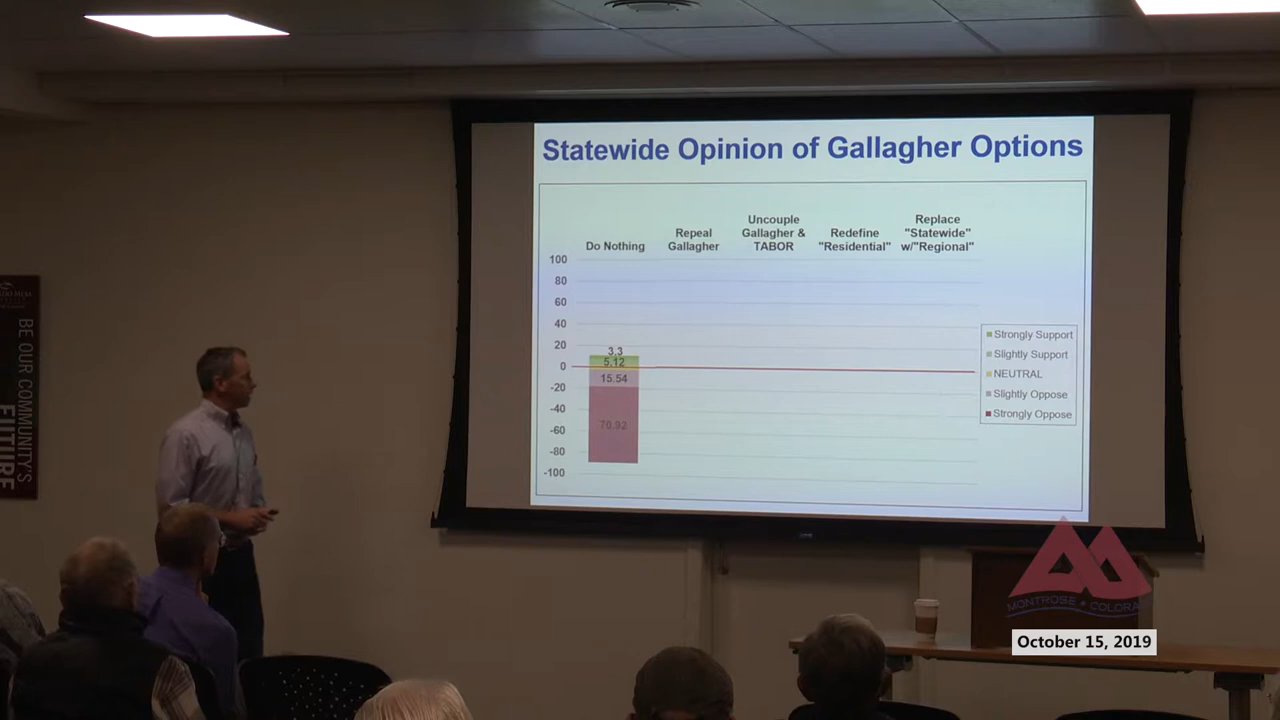 Statewide Opinion of Gallagher Options
Do Nothing
Repeal
Gallagher
Uncouple
Gallagher &
TABOR
Redefine
"Residential"
Replace
"Statewide"
w/"Regional"
100
80
60
40
20
0
-20
-40
-60
-80
-100
3.3
5.12
15.54
70.92
Strongly Support
Slightly Support
NEUTRAL
Slightly Oppose
Strongly Oppose
BE OUR COMMUNITY'S
FUTURE
MONTROSE • COLORA
October 15, 2019